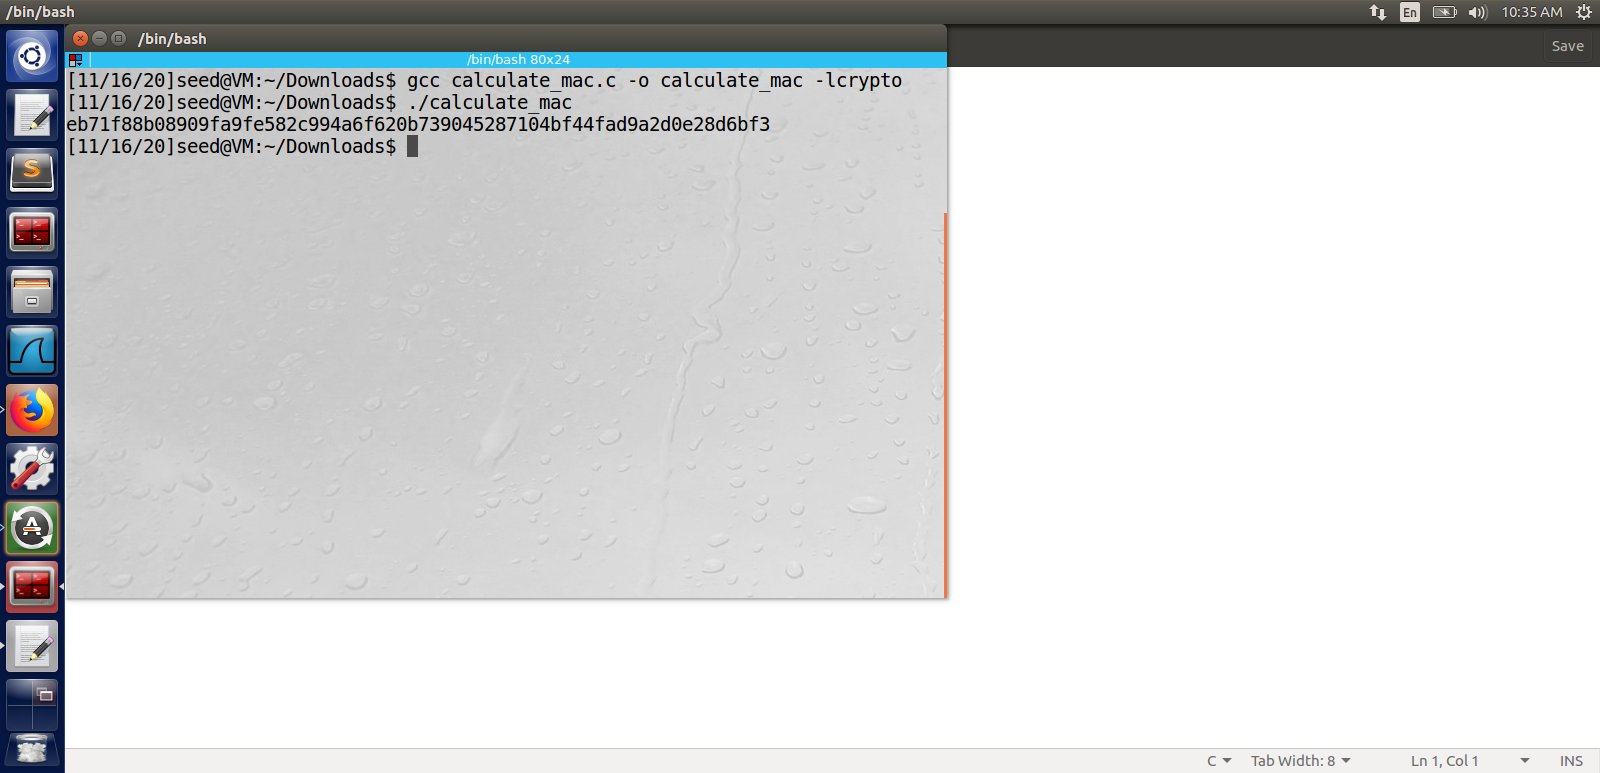 /bin/bash
En
10:35 AM
/bin/bash
Save
/bin/bash 80x24
[11/16/20]seed@VM:~/Downloads$ gcc calculate_mac.c -o calculate_mac -lcrypto
[11/16/20]seed@VM:~/Downloads$ ./calculate_mac
eb71f88b08909fa9fe582c994a6f620b739045287104bf44fad9a2d0e28d6bf3
[11/16/20]seed@VM:~/Downloads$
C
Tab Width: 8
Ln 1, Col 1
INS